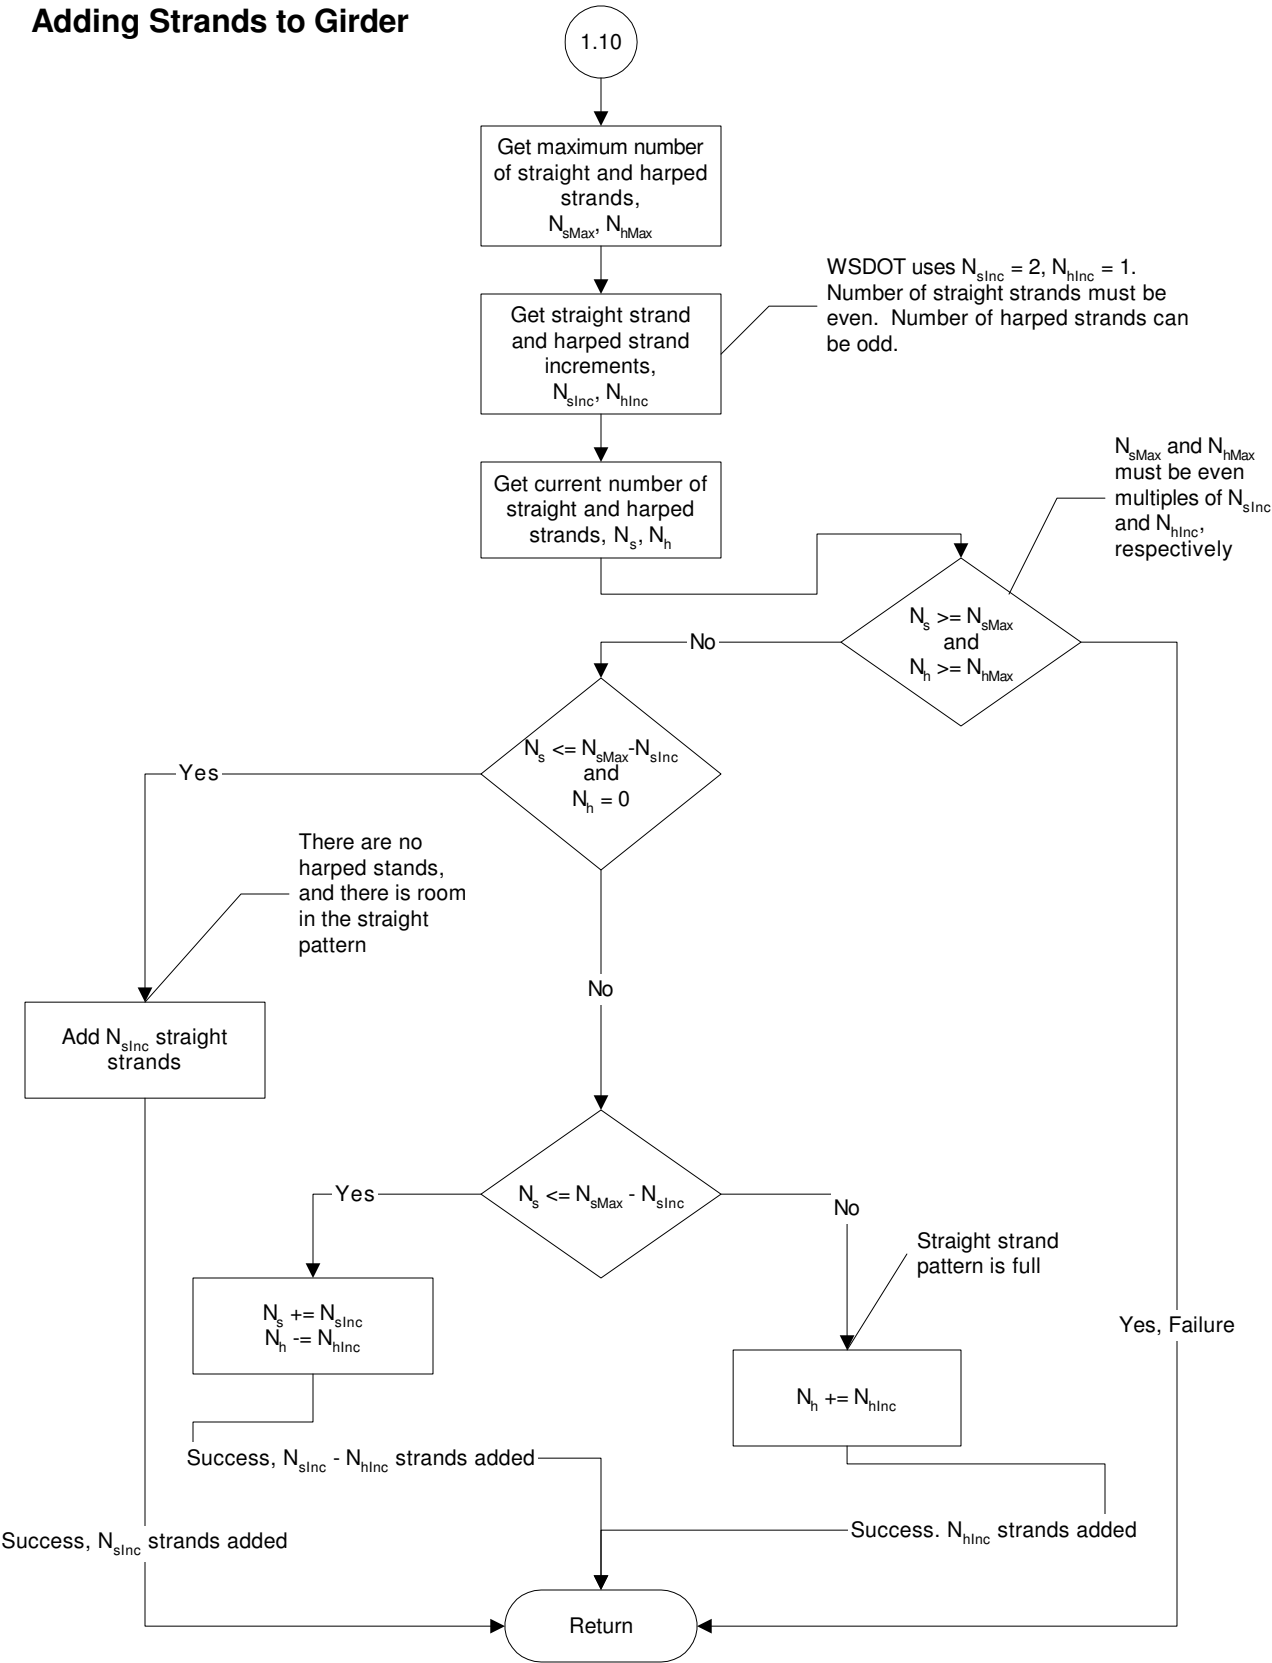 Adding Strands to Girder
1.10
Get maximum number
of straight and harped
strands,
NsMax, NhMax
WSDOT uses NsInc = 2, NhInc = 1.
Number of straight strands must be
even. Number of harped strands can
be odd.
Get straight strand
and harped strand
increments,
NsInc, NhInc
NsMax and NhMax
must be even
multiples of NsInc
and NhInc,
respectively
Get current number of
straight and harped
strands, Ns, Nh
Ns >= NsMax
and
Nh >= NhMax
No
Ns <= NsMax-NsInc
and
Nh = 0
Yes
There are no
harped stands,
and there is room
in the straight
pattern
No
Add NsInc straight
strands
Ns <= NsMax - NsInc
Yes
No
Straight strand
pattern is full
Ns += NsInc
Nh -= NhInc
Yes, Failure
Nh += NhInc
Success, NsInc - NhInc strands added
Success. NhInc strands added
Success, NsInc strands added
Return